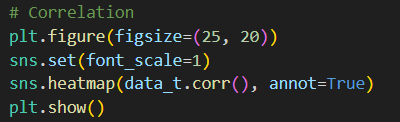 # Correlation
plt.figure(figsize=(25, 20))
sns.set(font_scale=1)
sns.heatmap(data_t.corr(), annot=True)
plt.show()